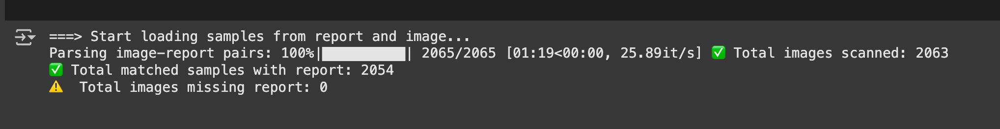 ===> Start loading samples from report and image...
Parsing image-report pairs: 100%|██████████| 2065/2065 [01:19<00:00, 25.89it/s] ✅ Total images scanned: 2063
✅ Total matched samples with report: 2054
⚠️ Total images missing report: 0